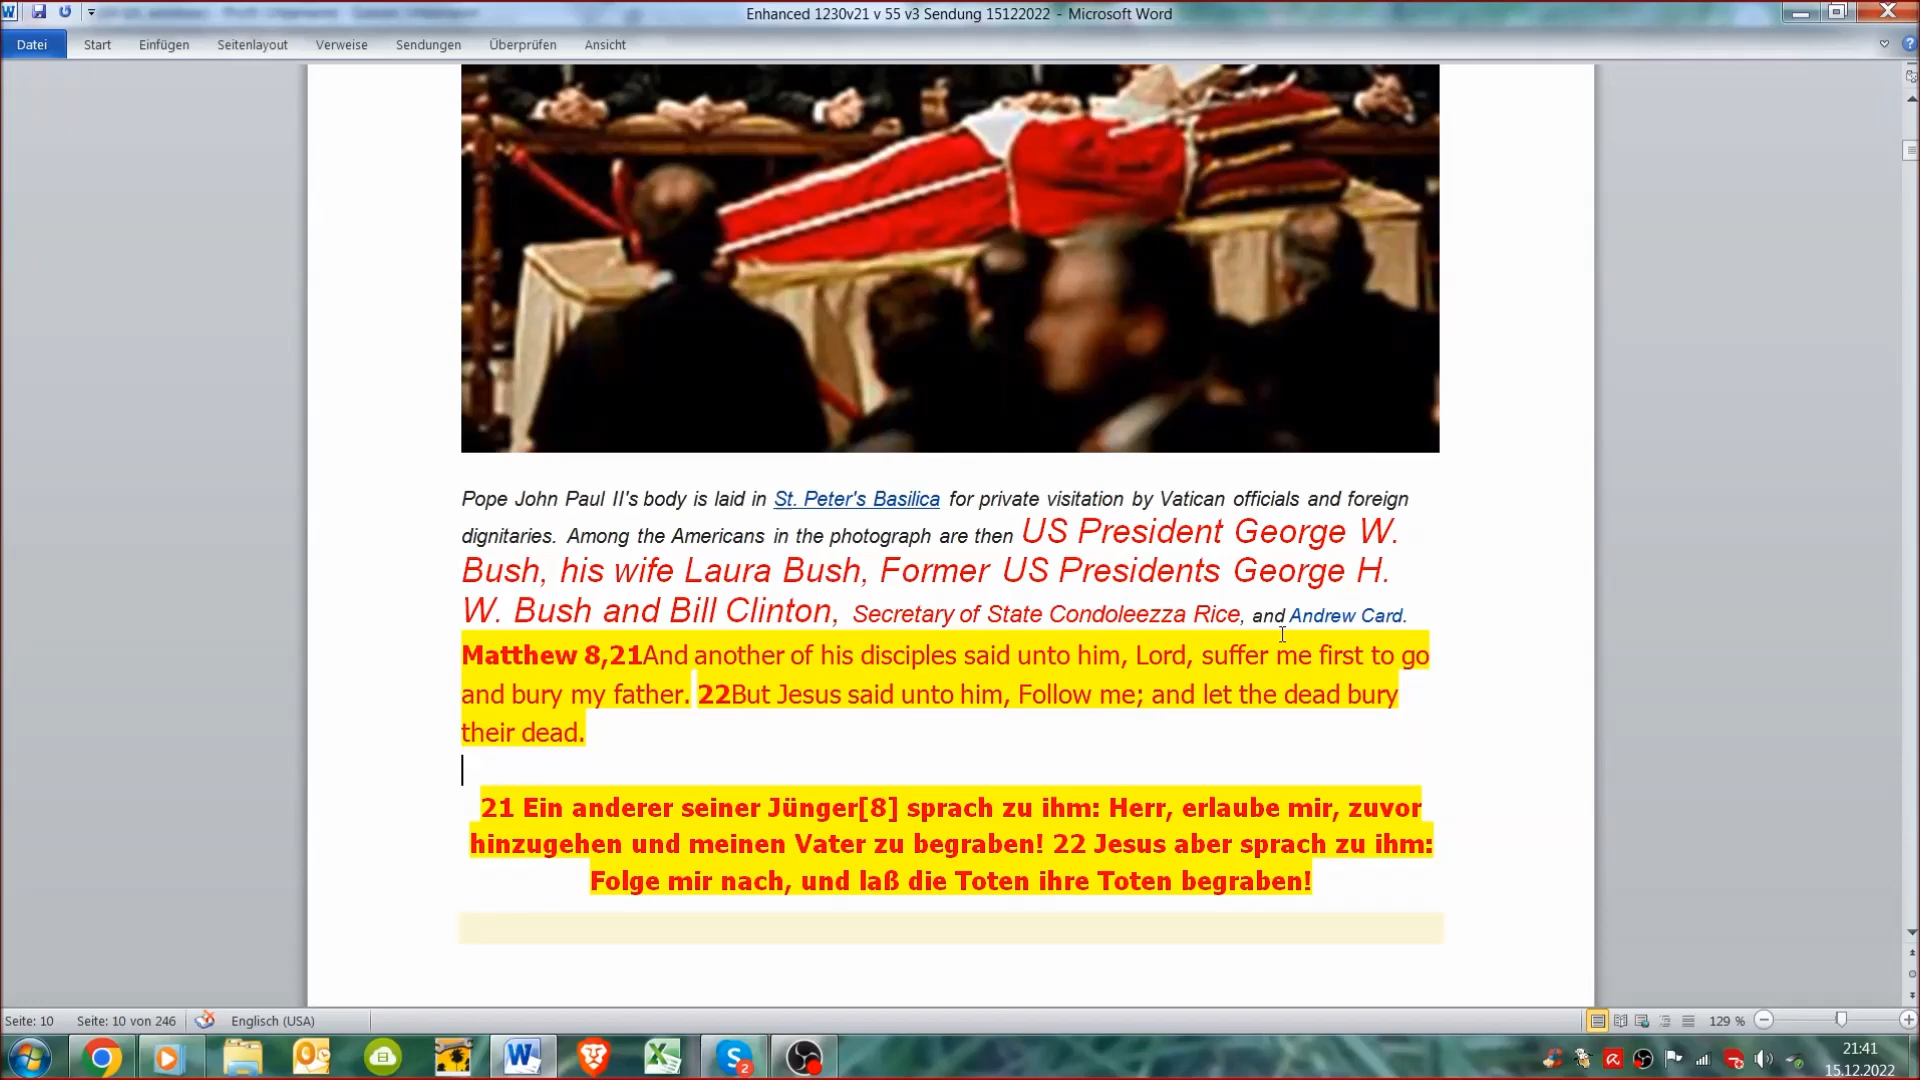 Enhanced 1230v21 v 55 v3 Sendung 15122022 - Microsoft Word
Datei Start Einfügen Seitenlayout Verweise Sendungen Überprüfen Ansicht
Pope John Paul II's body is laid in St. Peter's Basilica for private visitation by Vatican officials and foreign
dignitaries. Among the Americans in the photograph are then US President George W.
Bush, his wife Laura Bush, Former US Presidents George H.
W. Bush and Bill Clinton, Secretary of State Condoleezza Rice, and Andrew Card.
Matthew 8,21And another of his disciples said unto him, Lord, suffer me first to go
and bury my father. 22But Jesus said unto him, Follow me; and let the dead bury
their dead.
21 Ein anderer seiner Jünger[8] sprach zu ihm: Herr, erlaube mir, zuvor
hinzugehen und meinen Vater zu begraben! 22 Jesus aber sprach zu ihm:
Folge mir nach, und laß die Toten ihre Toten begraben!
Seite: 10 Seite: 10 von 246 Englisch (USA) 129 %
21:41
15.12.2022